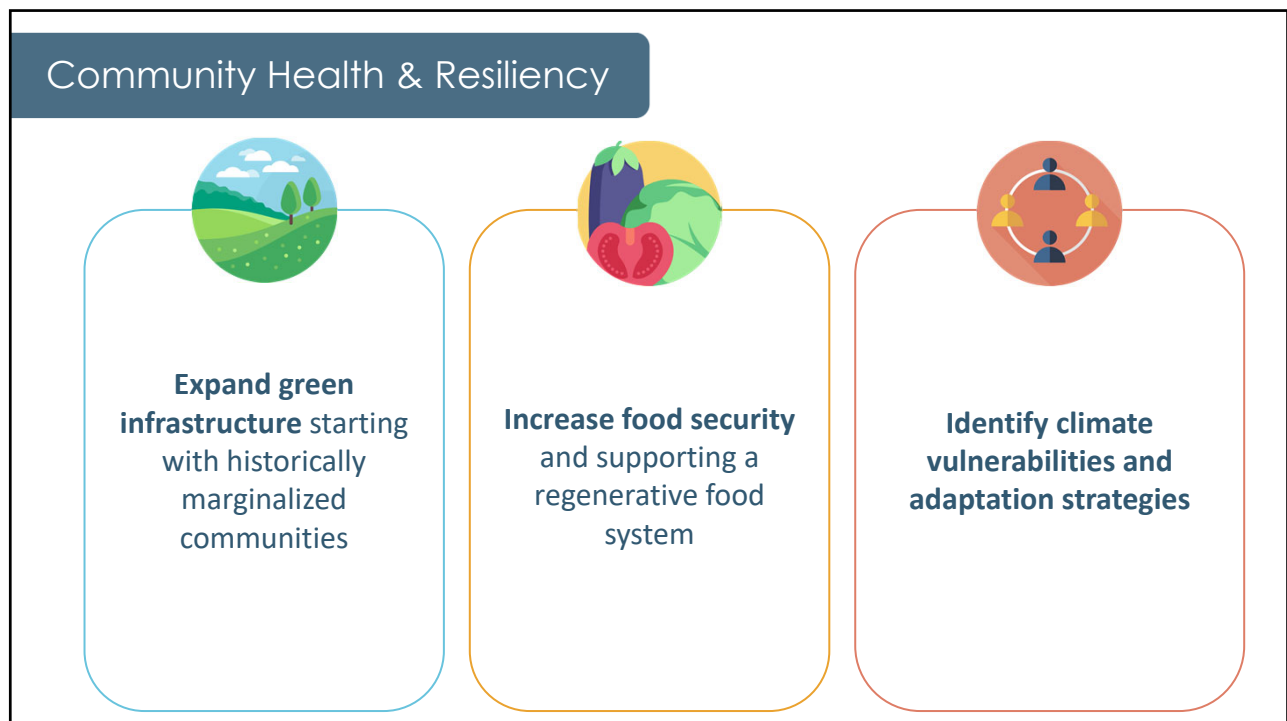 Community Health & Resiliency
Expand green
infrastructure starting
with historically
marginalized
communities
Increase food security
and supporting a
regenerative food
system
Identify climate
vulnerabilities and
adaptation strategies